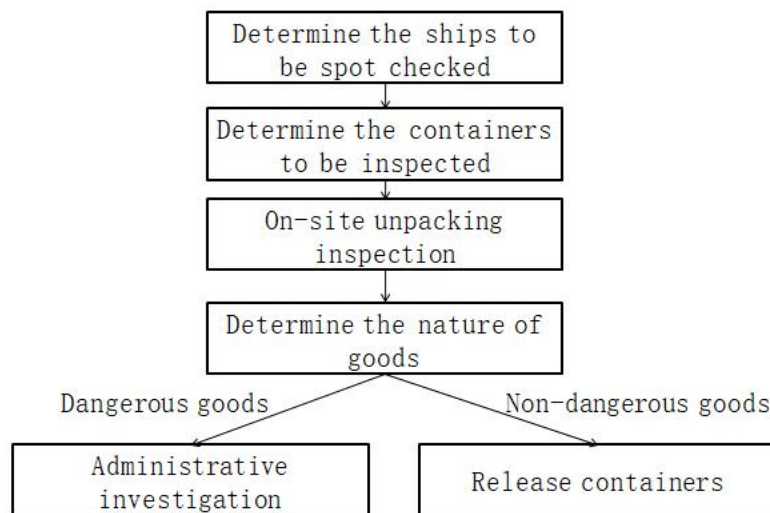 Determine the ships to
be spot checked
Determine the containers
to be inspected
On-site unpacking
inspection
Determine the nature of
goods
Dangerous goods
Non-dangerous goods
Administrative
investigation
Release containers